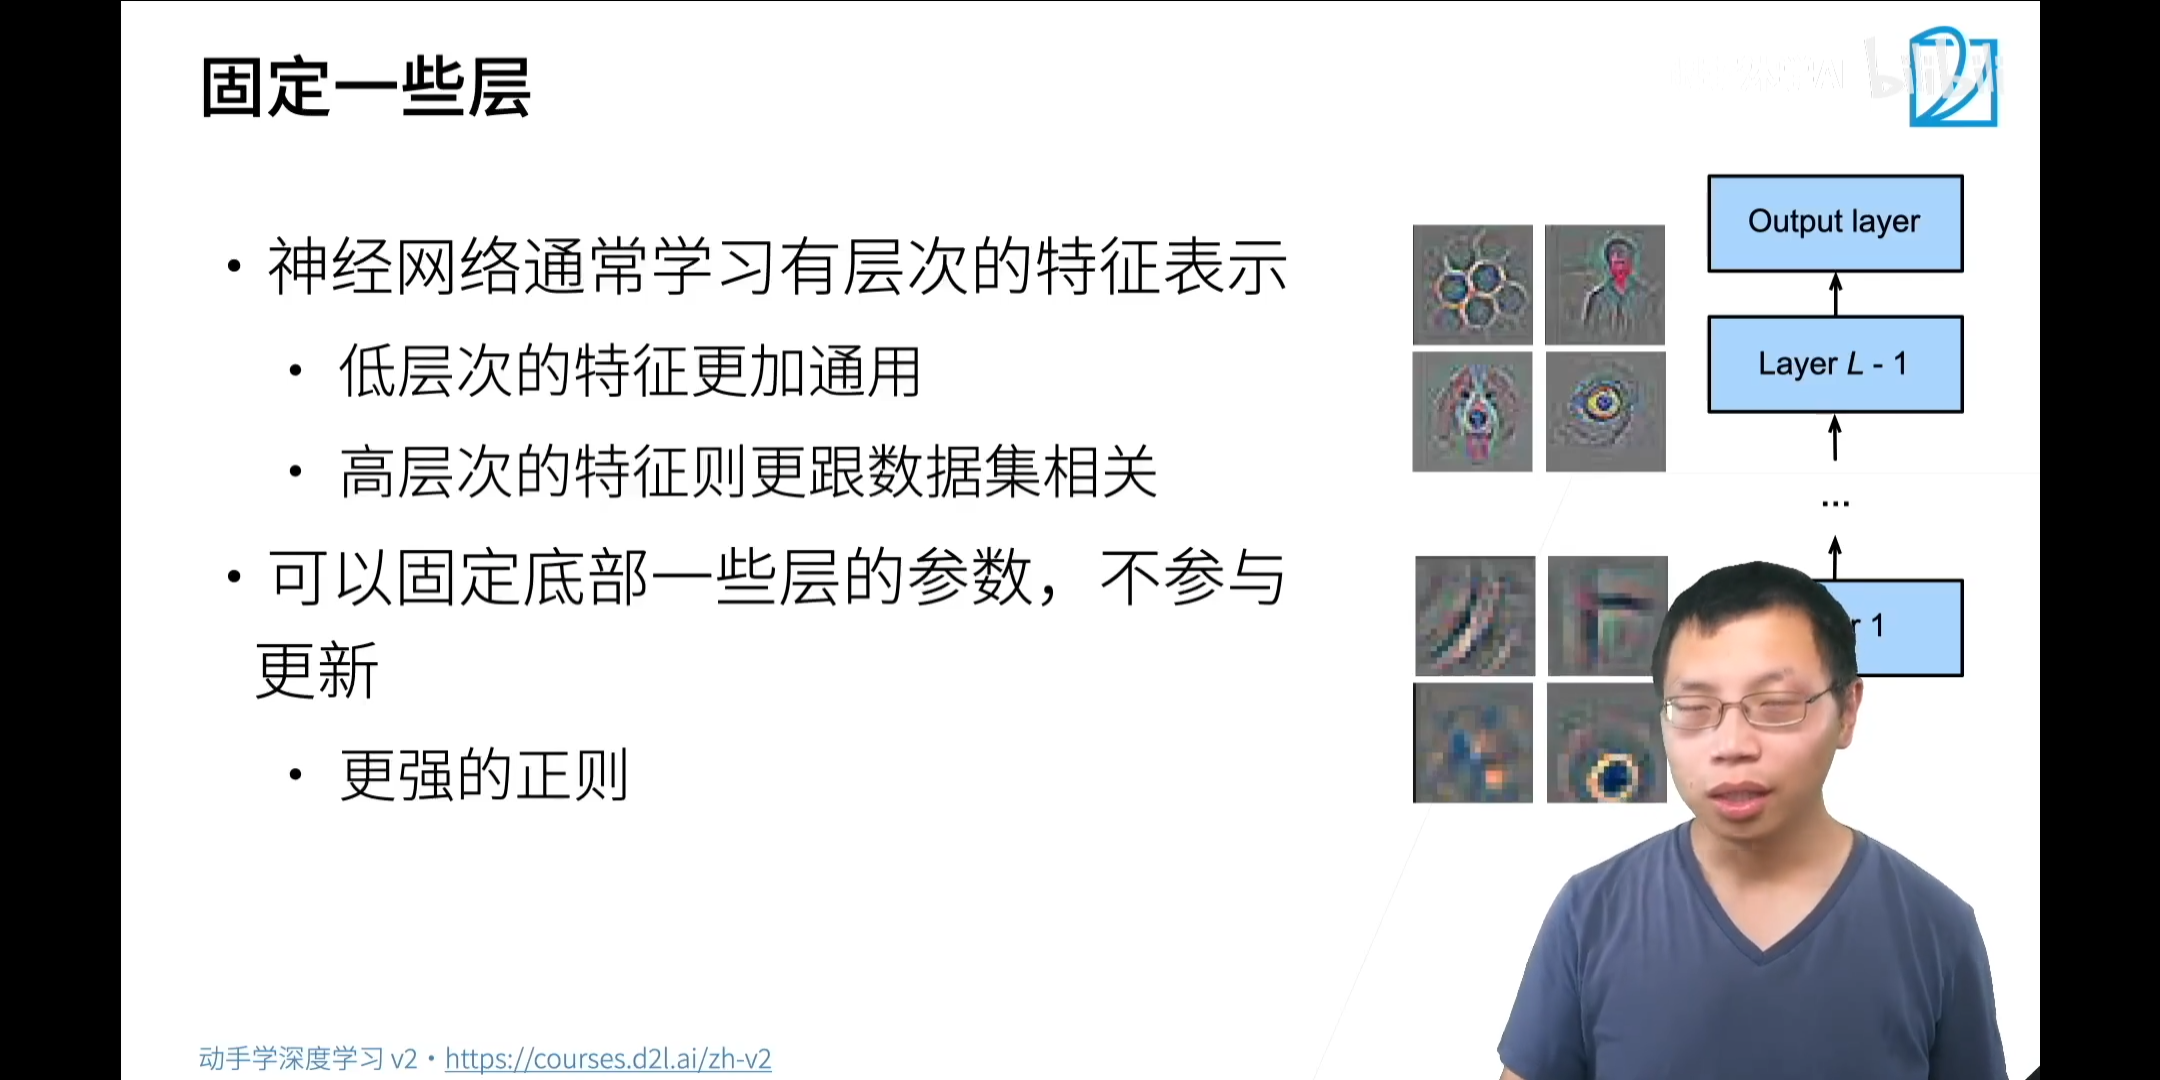 固定一些层
bilibili
• 神经网络通常学习有层次的特征表示
• 低层次的特征更加通用
• 高层次的特征则更跟数据集相关
• 可以固定底部一些层的参数，不参与
更新
• 更强的正则
Output layer
Layer L - 1
...
r 1
动手学深度学习 v2 • https://courses.d2l.ai/zh-v2